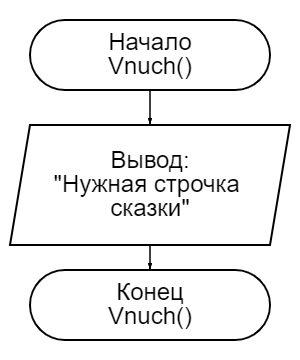 Начало
Vnuch()
Вывод:
"Нужная строчка
сказки"
Конец
Vnuch()